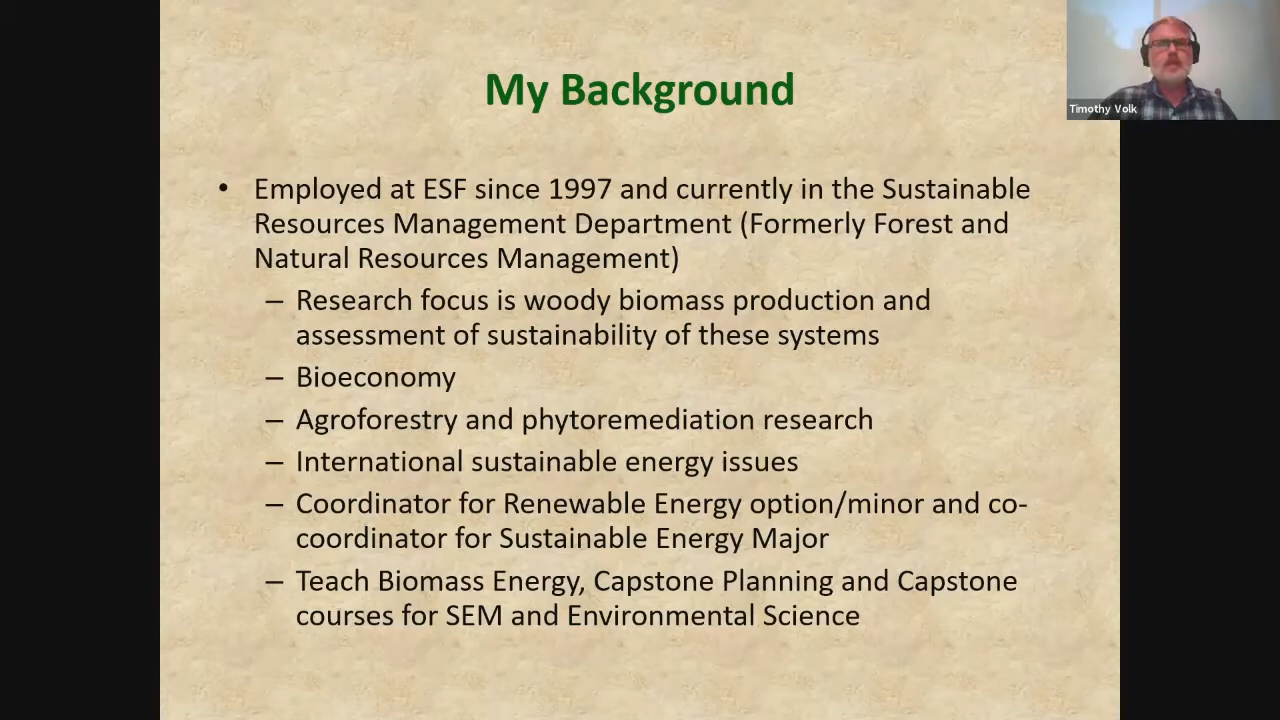 My Background
Timothy Volk
• Employed at ESF since 1997 and currently in the Sustainable
Resources Management Department (Formerly Forest and
Natural Resources Management)
– Research focus is woody biomass production and
assessment of sustainability of these systems
– Bioeconomy
– Agroforestry and phytoremediation research
– International sustainable energy issues
– Coordinator for Renewable Energy option/minor and co-
coordinator for Sustainable Energy Major
– Teach Biomass Energy, Capstone Planning and Capstone
courses for SEM and Environmental Science